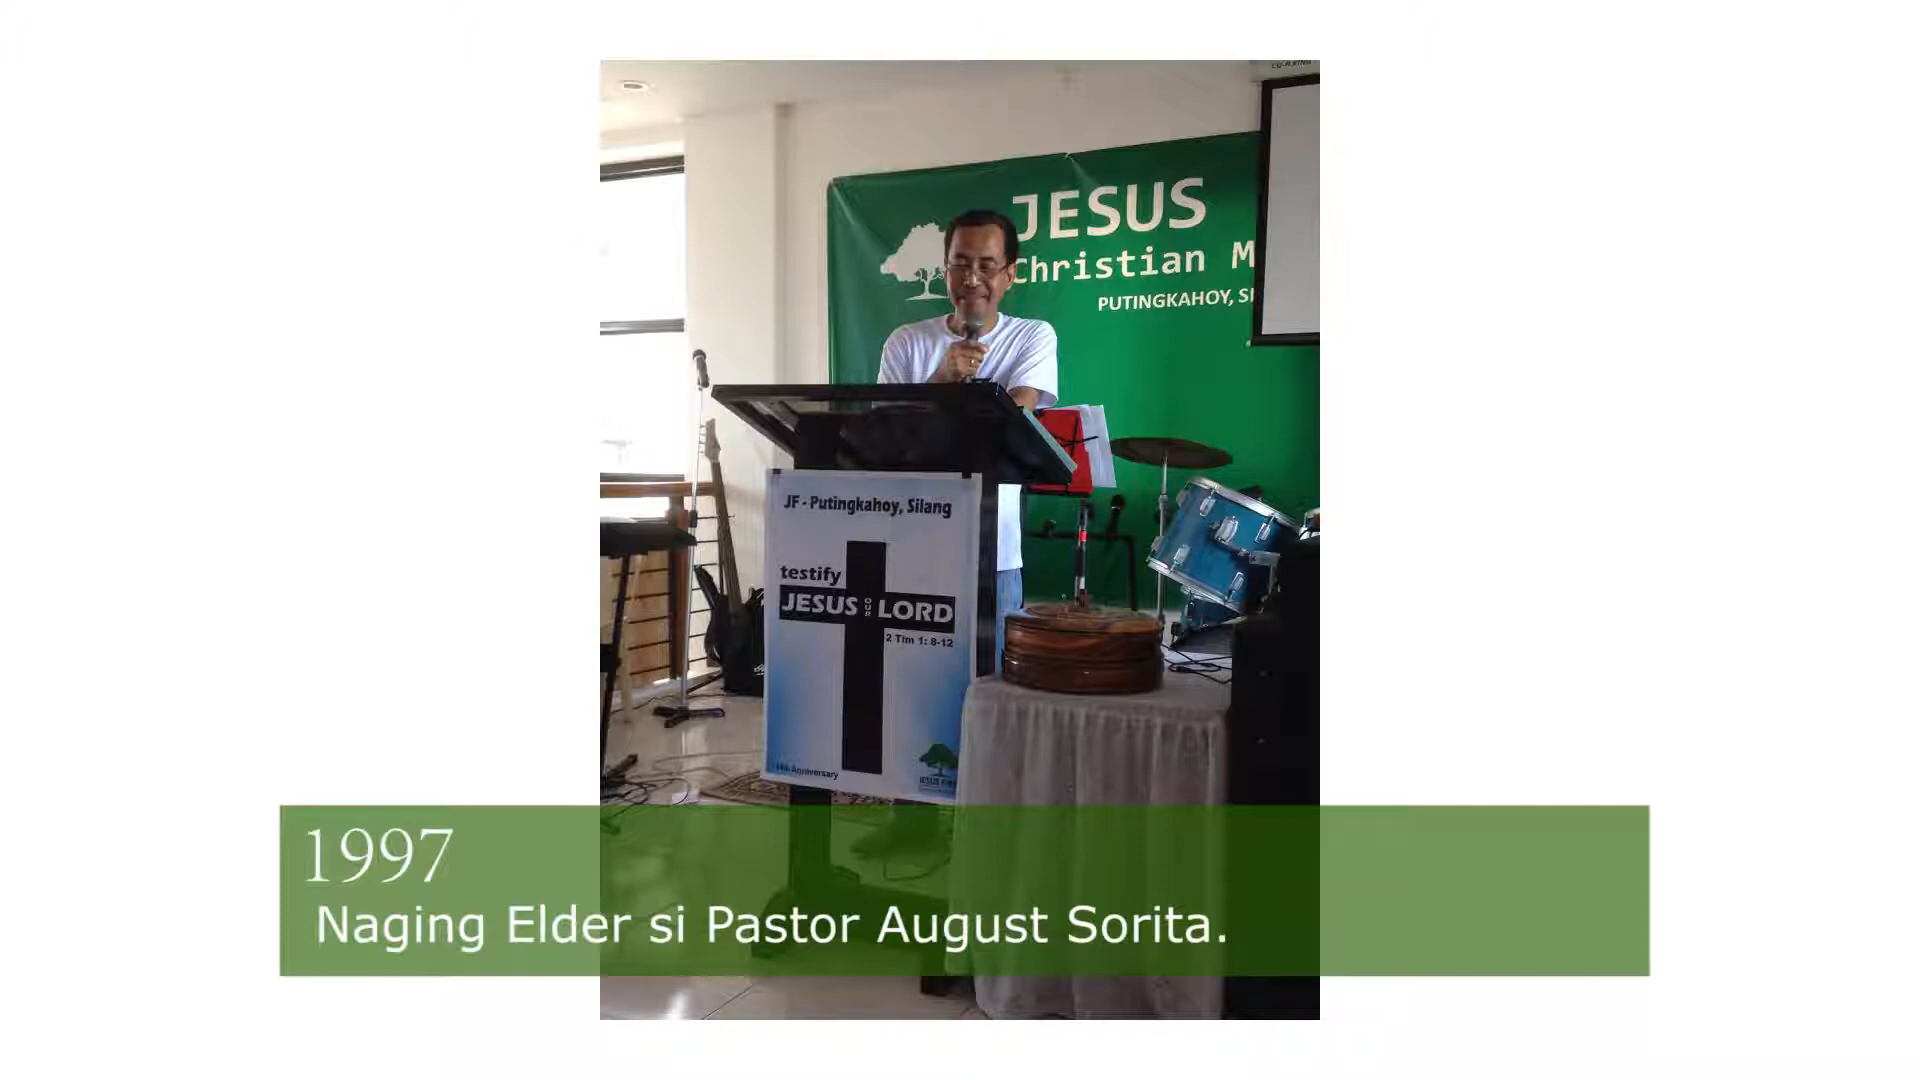 JESUS
Christian M
PUTINGKAHOY, SI
JF - Putingkahoy, Silang
testify
JESUS OUR LORD
2 Tim 1: 8-12
Anniversary
1997
Naging Elder si Pastor August Sorita.